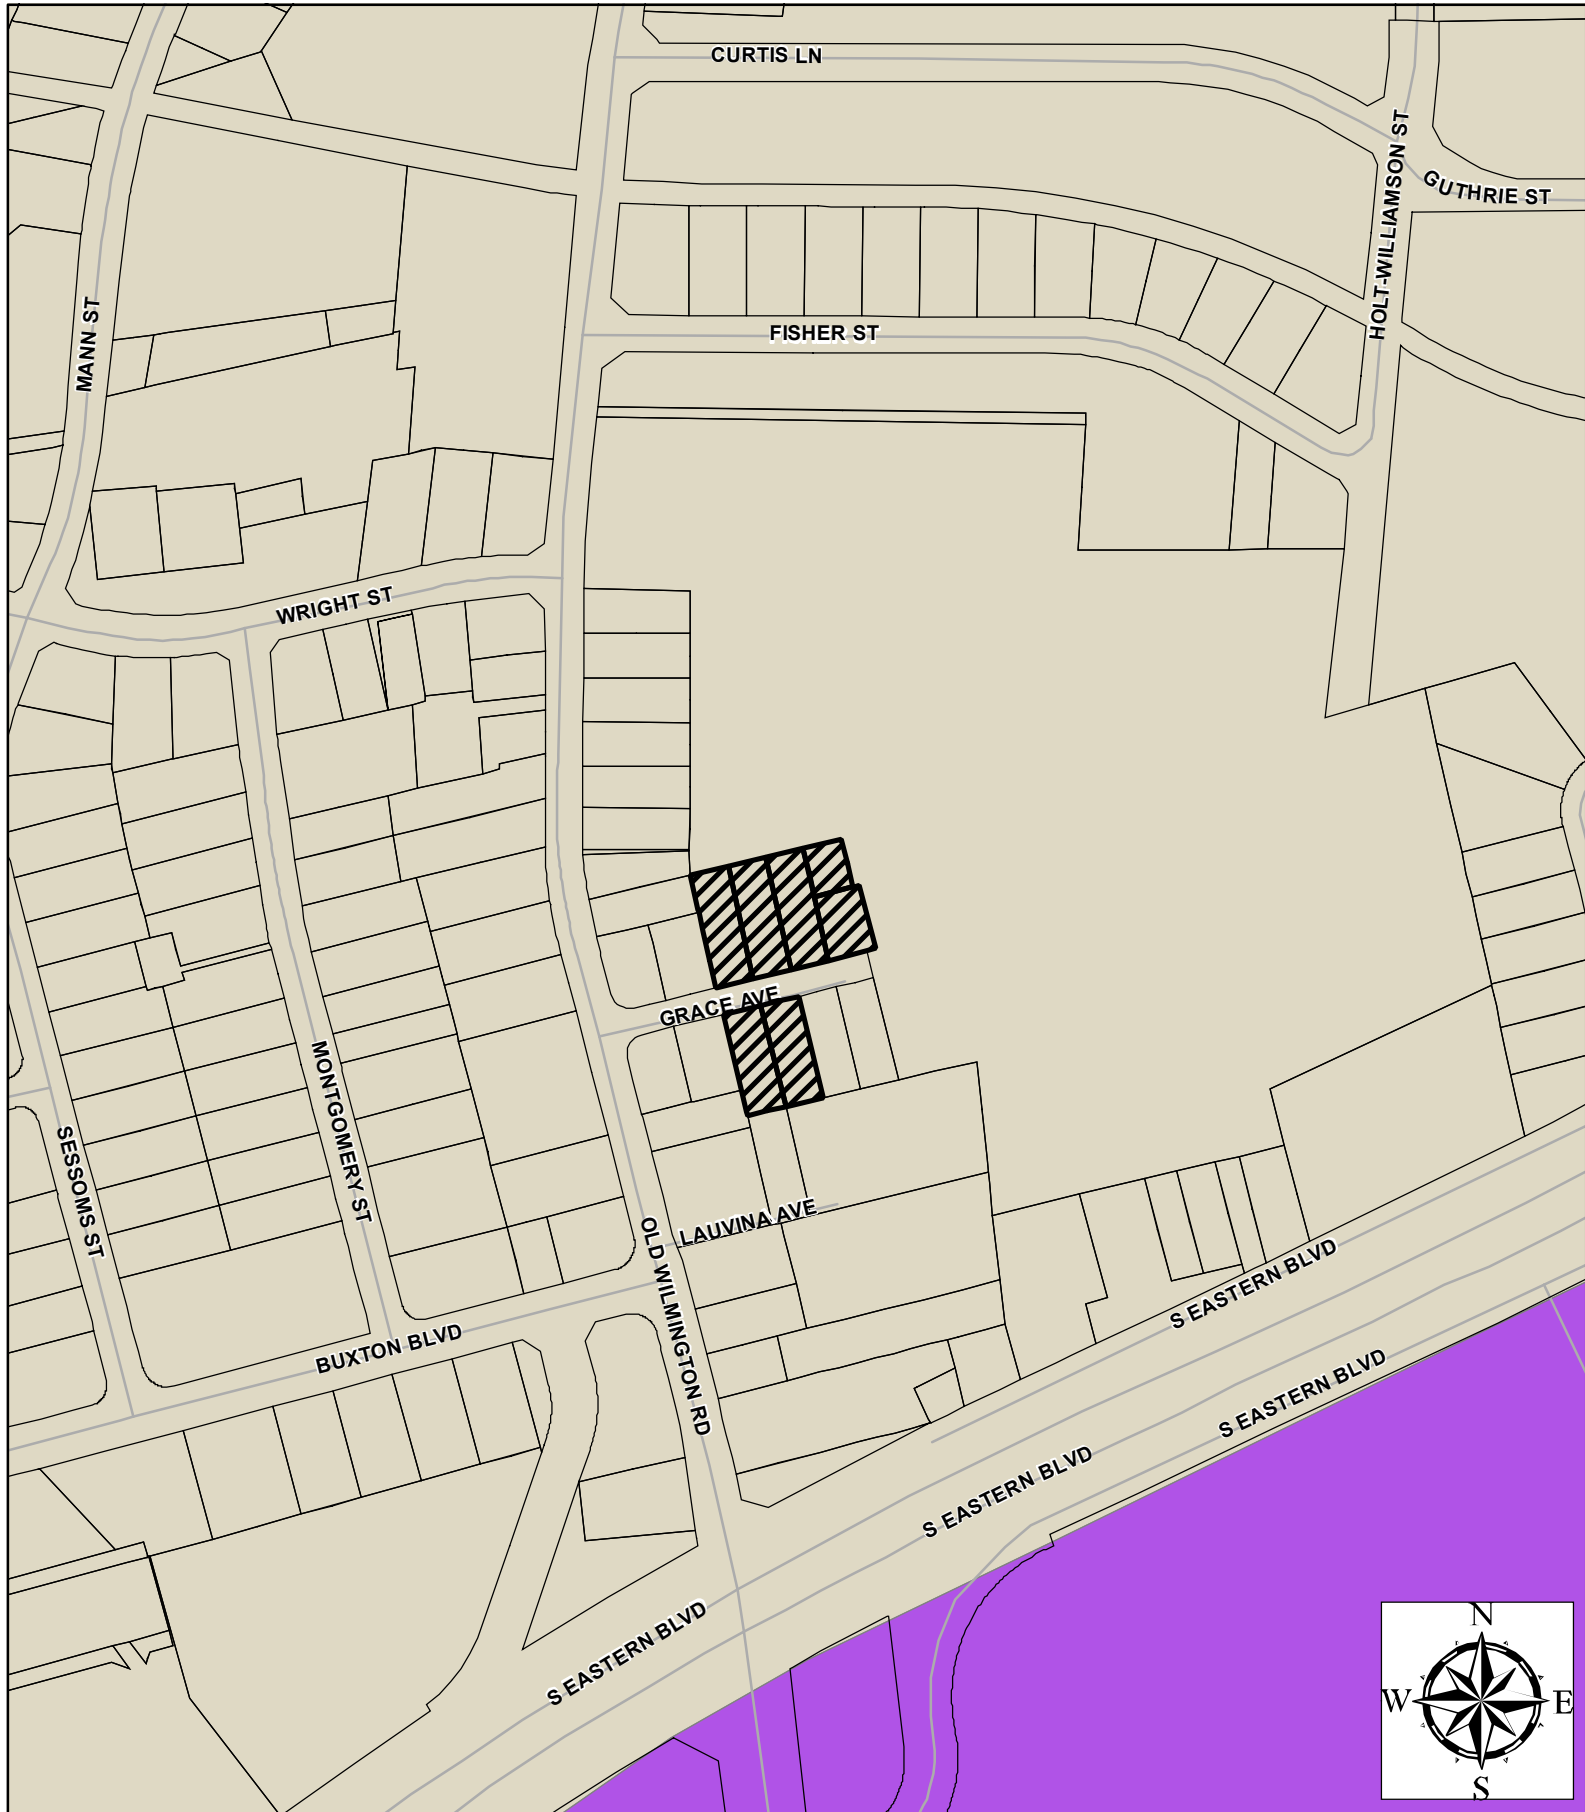 CURTIS LN
HOLT-WILLIAMSON ST
GUTHRIE ST
MANN ST
FISHER ST
WRIGHT ST
GRACE AVE
MONTGOMERY ST
SESSOMS ST
LAUVINA AVE
OLD WILMINGTON RD
S EASTERN BLVD
BUXTON BLVD
S EASTERN BLVD
S EASTERN BLVD
S EASTERN BLVD
N
W
E
S